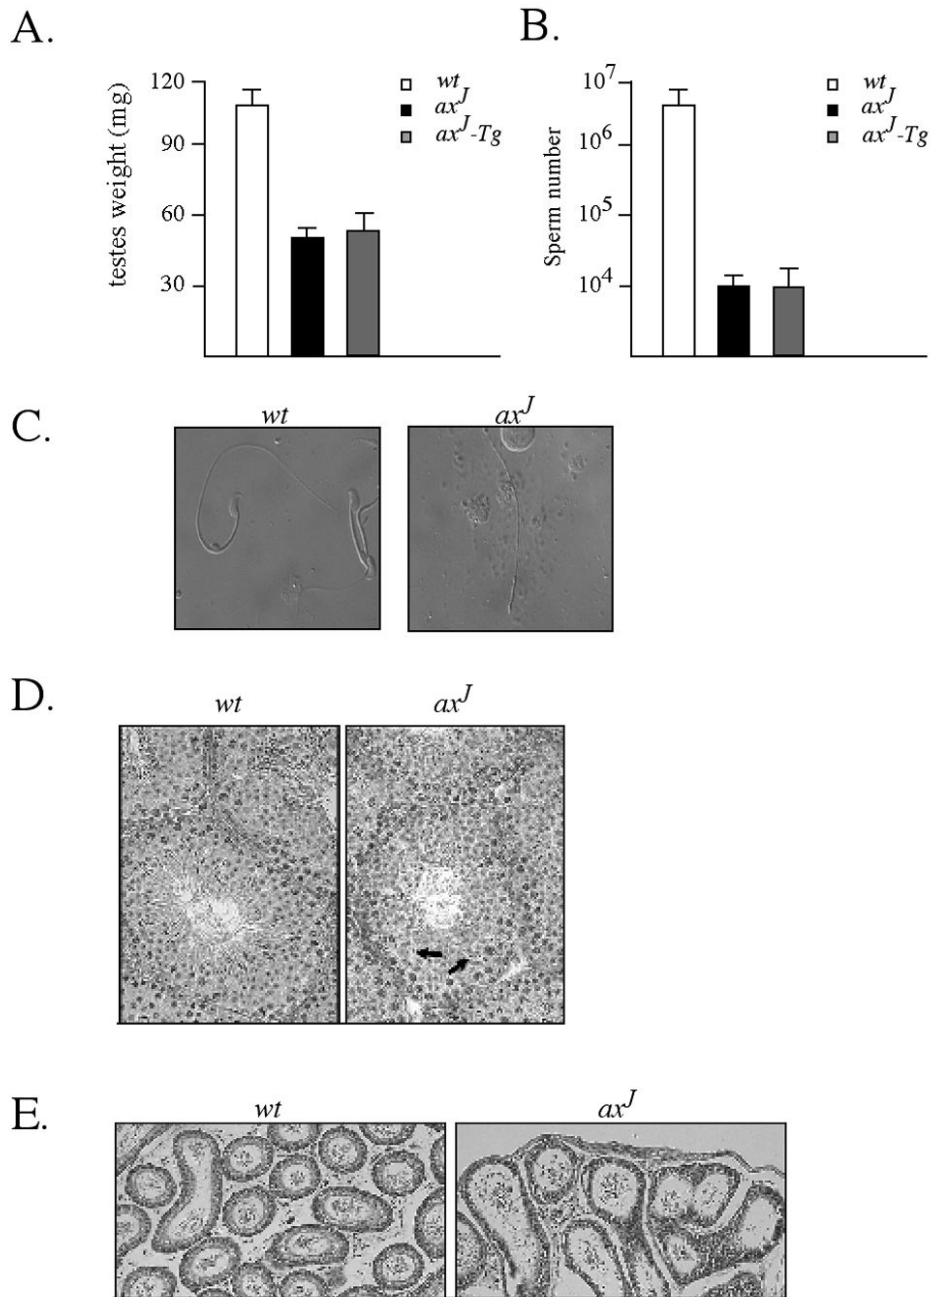 A.
testes weight (mg)
120
90
60
30
wt
ax^J
ax^J-Tg
B.
Sperm number
10^7
10^6
10^5
10^4
wt
ax^J
ax^J-Tg
C.
wt
ax^J
D.
wt
ax^J
E.
wt
ax^J